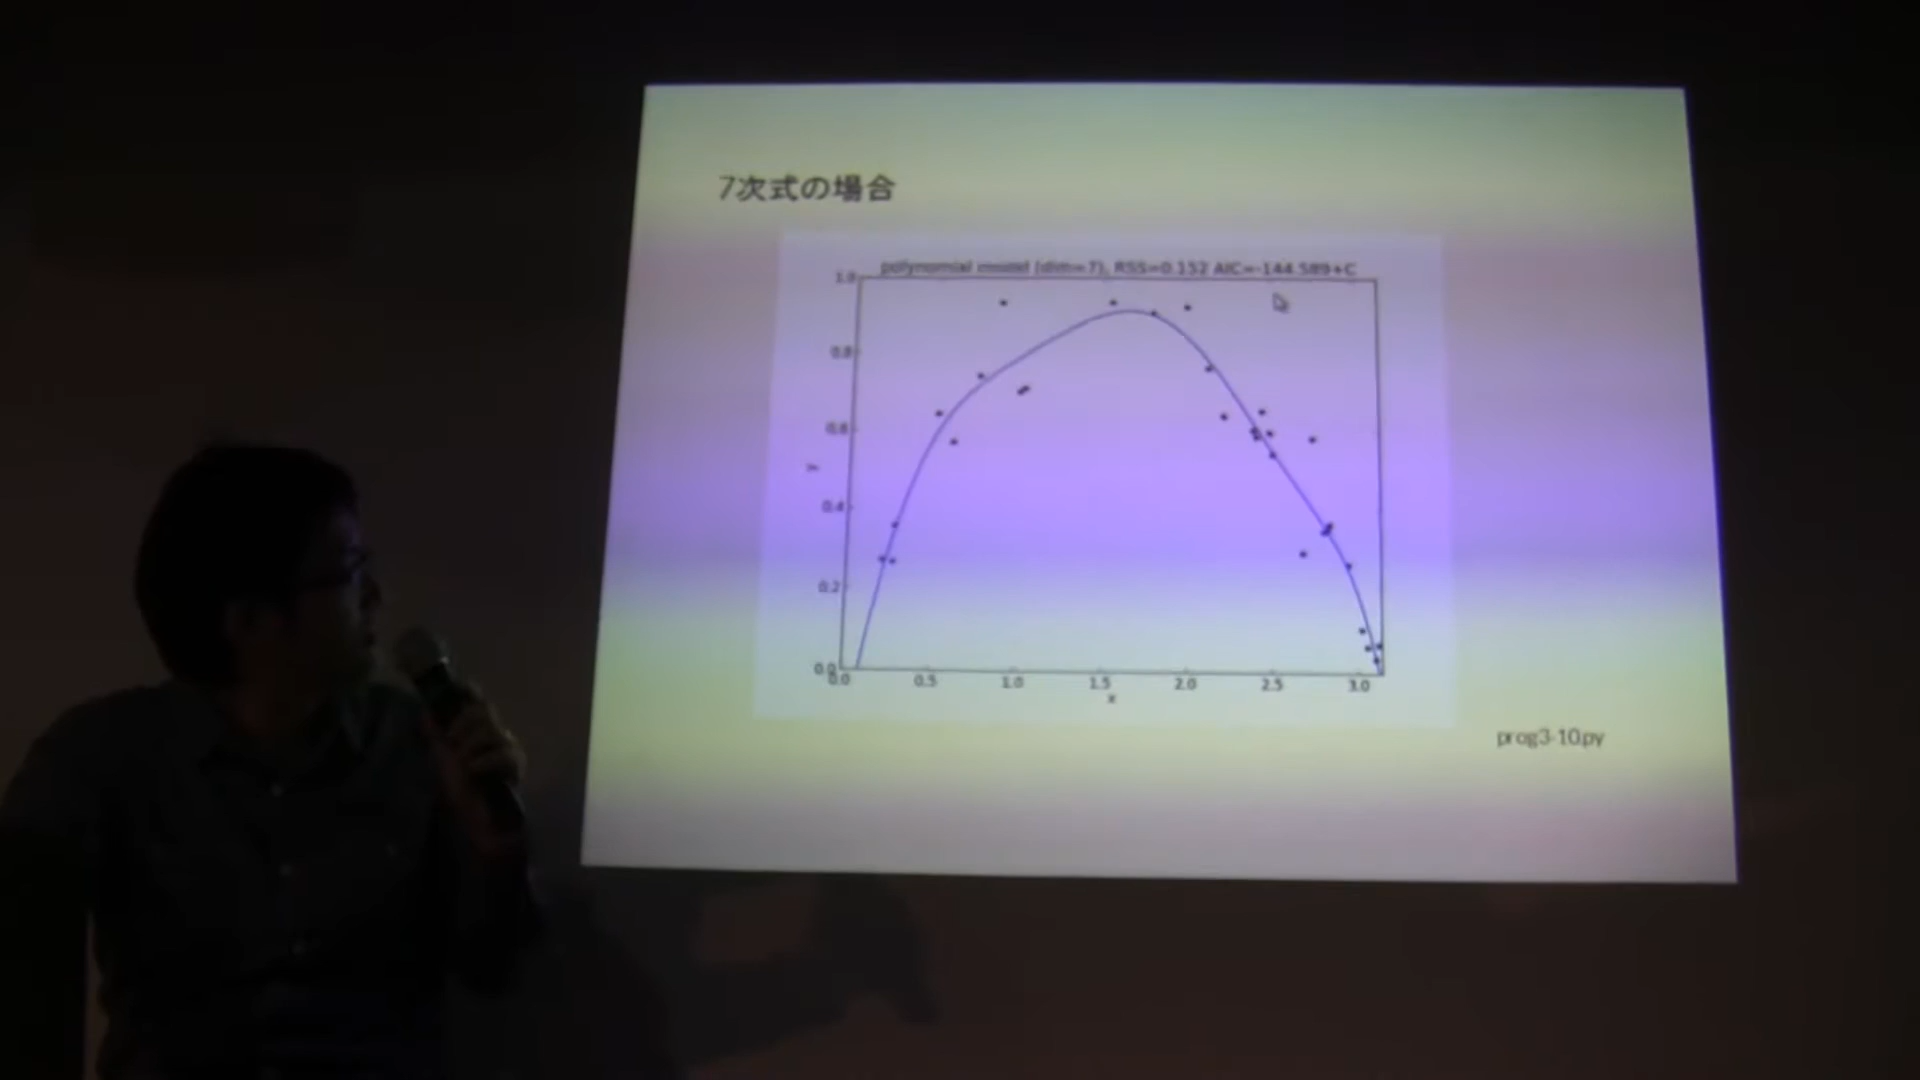 7次式の場合
polynomial model (dim=7), RSS=0.152 AIC=-144.589+C
1.0
0.8
0.6
y
0.4
0.2
0.0
0.0 0.5 1.0 1.5 2.0 2.5 3.0
x
prog3-10.py